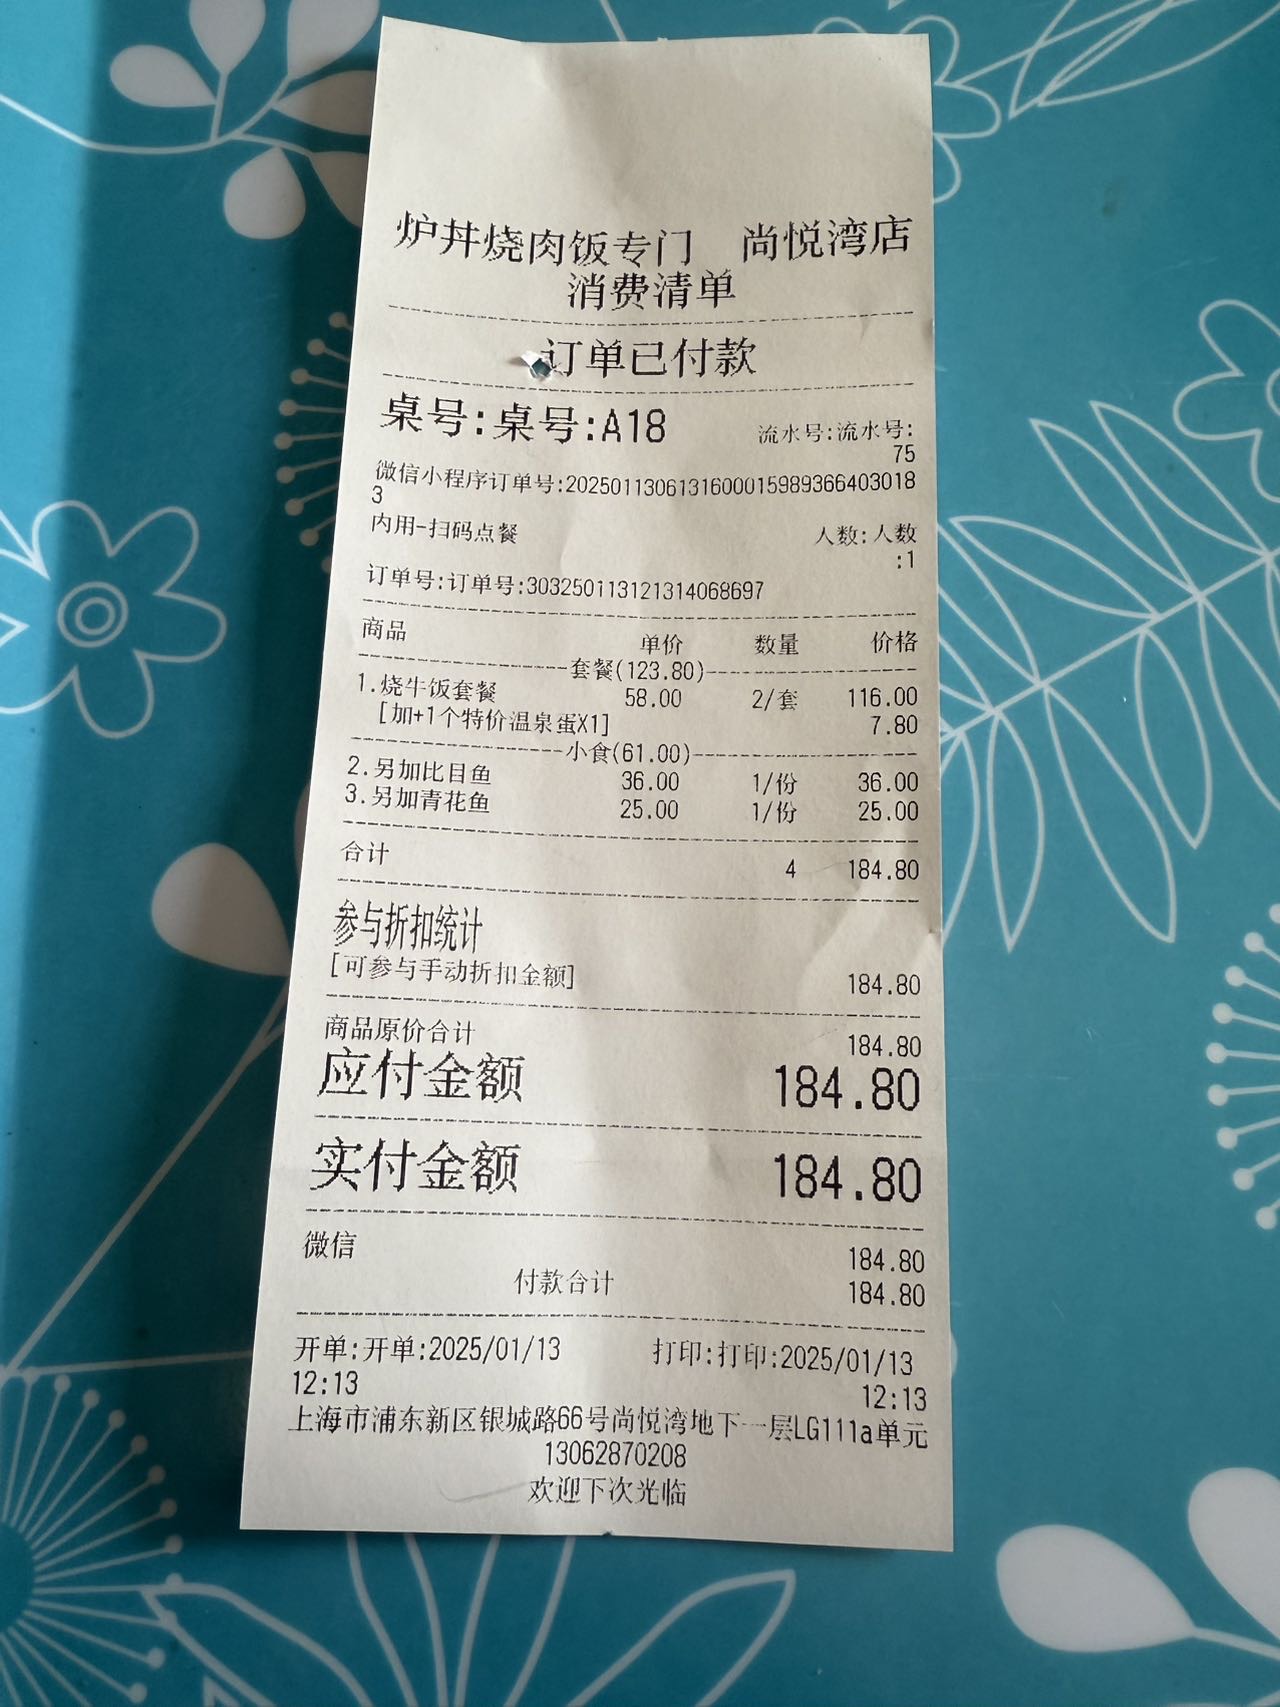 炉丼烧肉饭专门 尚悦湾店
消费清单
订单已付款
桌号:桌号:A18 流水号:流水号:
75
微信小程序订单号:2025011306131600015989366403018
3
内用-扫码点餐 人数:人数
:1
订单号:订单号:303250113121314068697
商品 单价 数量 价格
套餐(123.80)
1.烧牛饭套餐 58.00 2/套 116.00
[加+1个特价温泉蛋X1] 7.80
小食(61.00)
2.另加比目鱼 36.00 1/份 36.00
3.另加青花鱼 25.00 1/份 25.00
合计 4 184.80
参与折扣统计
[可参与手动折扣金额] 184.80
商品原价合计 184.80
应付金额 184.80
实付金额 184.80
微信 184.80
付款合计 184.80
开单:开单:2025/01/13 打印:打印:2025/01/13
12:13 12:13
上海市浦东新区银城路66号尚悦湾地下一层LG111a单元
13062870208
欢迎下次光临